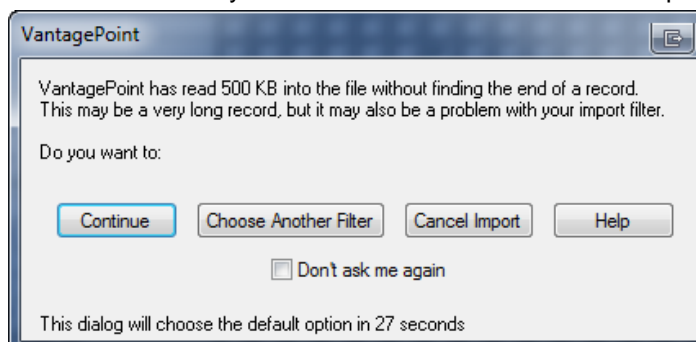 VantagePoint
VantagePoint has read 500 KB into the file without finding the end of a record.
This may be a very long record, but it may also be a problem with your import filter.
Do you want to:
Continue Choose Another Filter Cancel Import Help
Don't ask me again
This dialog will choose the default option in 27 seconds